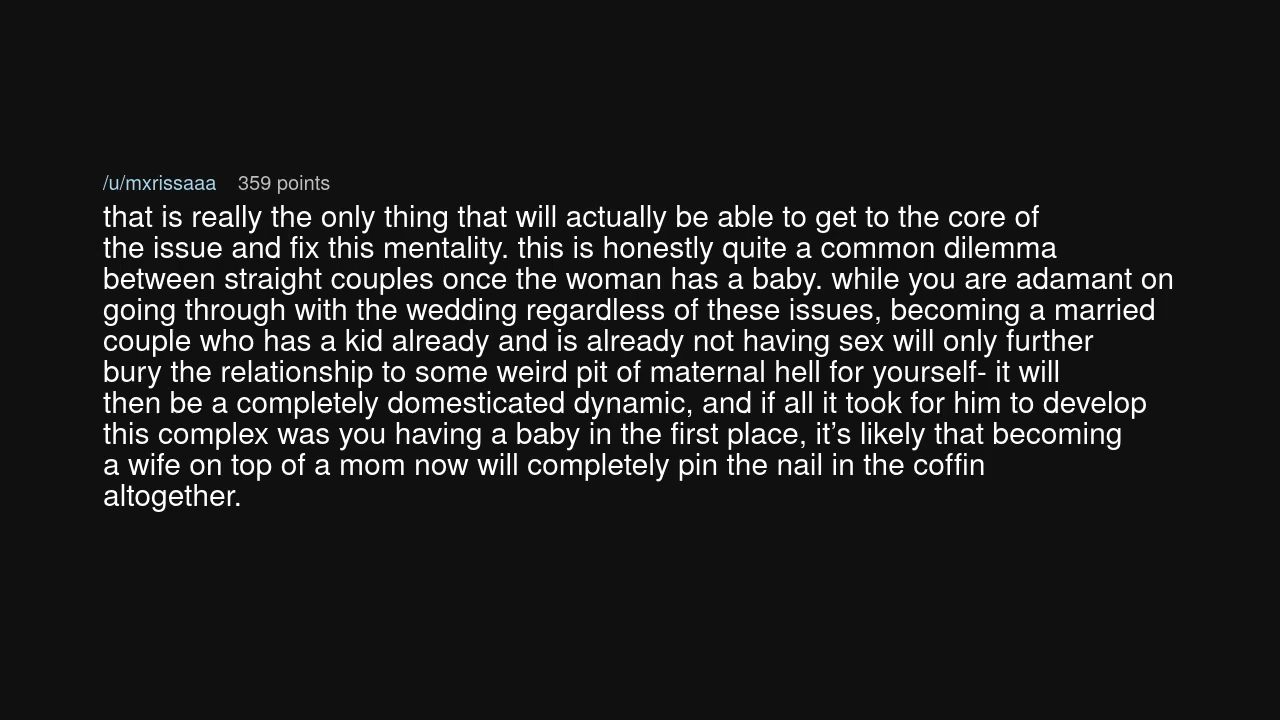 /u/mxrissaaa 359 points
that is really the only thing that will actually be able to get to the core of
the issue and fix this mentality. this is honestly quite a common dilemma
between straight couples once the woman has a baby. while you are adamant on
going through with the wedding regardless of these issues, becoming a married
couple who has a kid already and is already not having sex will only further
bury the relationship to some weird pit of maternal hell for yourself- it will
then be a completely domesticated dynamic, and if all it took for him to develop
this complex was you having a baby in the first place, it’s likely that becoming
a wife on top of a mom now will completely pin the nail in the coffin
altogether.